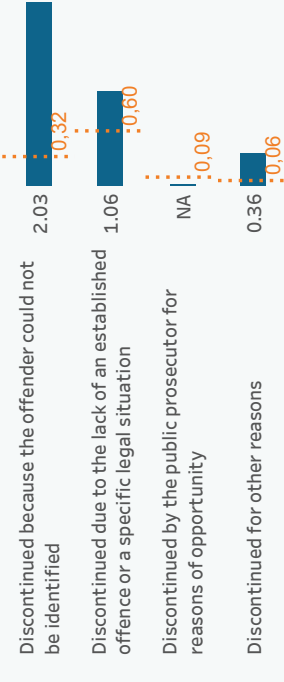 0,32
2.03
Discontinued because the offender could not
be identified
0,60
1.06
Discontinued due to the lack of an established
offence or a specific legal situation
0,09
NA
Discontinued by the public prosecutor for
reasons of opportunity
0,06
0.36
Discontinued for other reasons